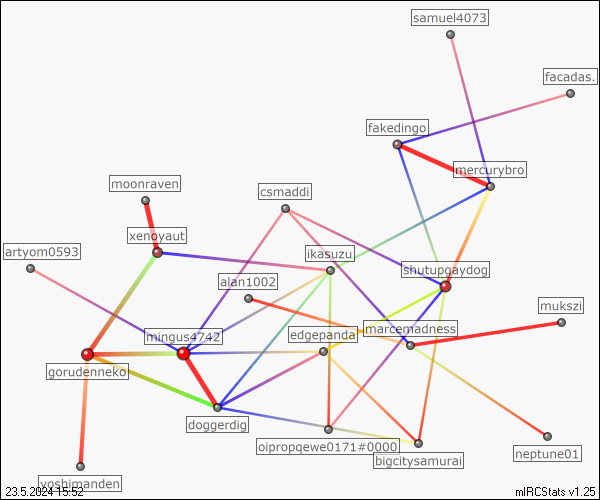 samuel4073
facadas.
fakedingo
mercurybro
moonraven
csmaddi
xenoyaut
artyom0593
ikasuzu
shutupgaydog
alan1002
mukszi
marcemadness
mingus4742
edgepanda
gorudenneko
doggerdig
oipropqewe0171#0000
neptune01
bigcitysamurai
yoshimanden
23.5.2024 15:52
mIRCStats v1.25